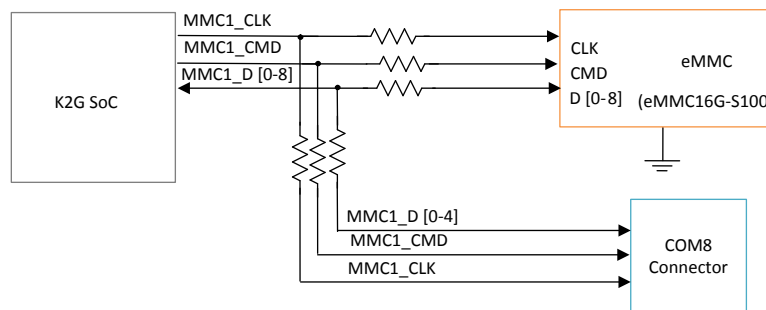 MMC1_CLK
MMC1_CMD
MMC1_D [0-8]
K2G SoC
CLK
CMD
D [0-8]
eMMC
(eMMC16G-S100
MMC1_D [0-4]
MMC1_CMD
MMC1_CLK
COM8
Connector